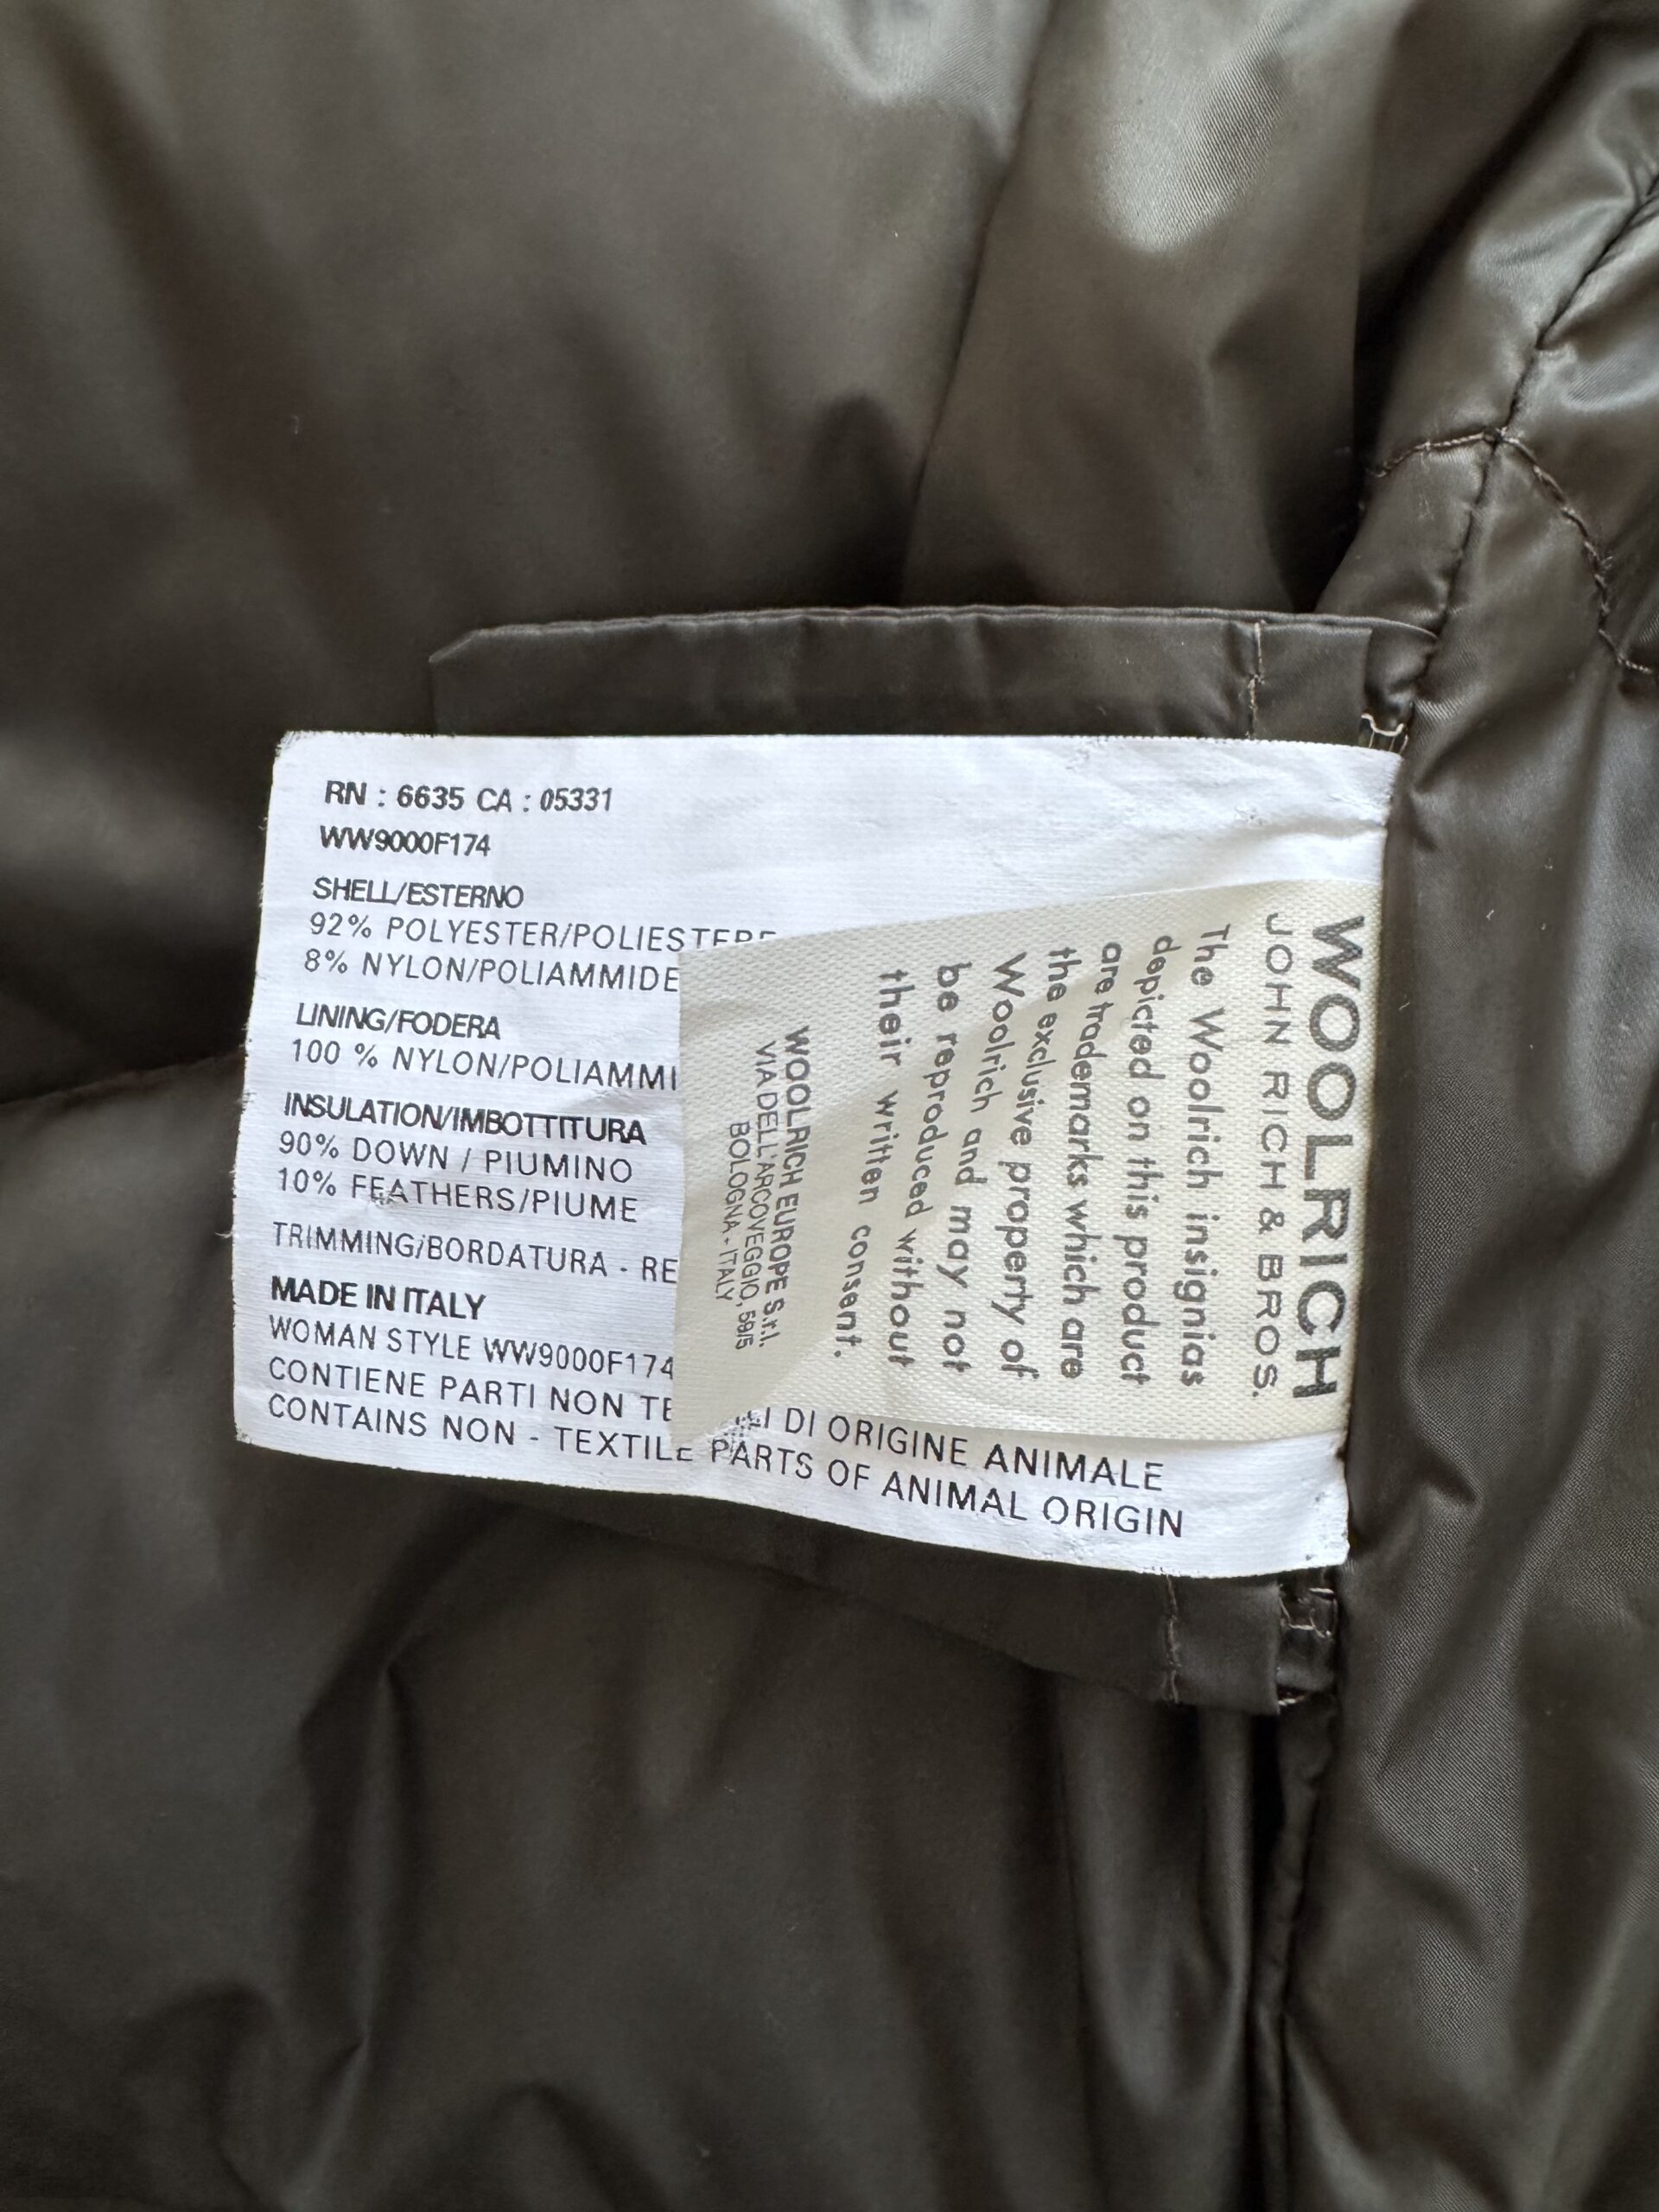 RN : 6635 CA : 05331
WW9000F174
SHELL/ESTERNO
92% POLYESTER/POLIESTERE
8% NYLON/POLIAMMIDE
LINING/FODERA
100 % NYLON/POLIAMMI
INSULATION/IMBOTTITURA
90% DOWN / PIUMINO
10% FEATHERS/PIUME
TRIMMING/BORDATURA - RE
MADE IN ITALY
WOMAN STYLE WW9000F174
CONTIENE PARTI NON TE LI DI ORIGINE ANIMALE
CONTAINS NON - TEXTILE PARTS OF ANIMAL ORIGIN
WOOLRICH
JOHN RICH & BROS.
The Woolrich insignias
depicted on this product
are trademarks which are
the exclusive property of
Woolrich and may not
be reproduced without
their written consent.
WOOLRICH EUROPE S.r.l.
VIA DELL'ARCOVEGGIO, 59/5
BOLOGNA - ITALY